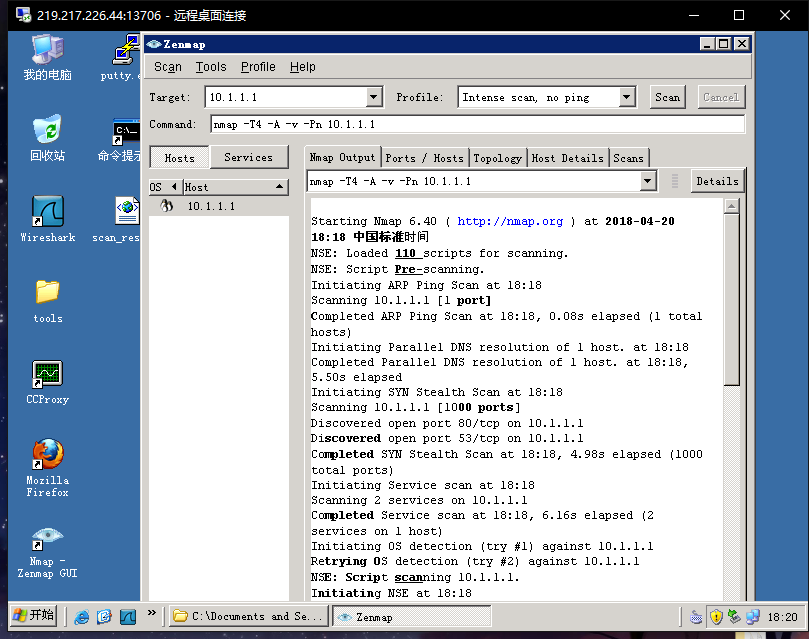 219.217.226.44:13706 - 远程桌面连接
我的电脑
putty.e
回收站
命令提示
Wireshark
scan_res
tools
CCProxy
Mozilla
Firefox
Nmap -
Zenmap GUI
Zenmap
Scan Tools Profile Help
Target: 10.1.1.1 Profile: Intense scan, no ping Scan Cancel
Command: nmap -T4 -A -v -Pn 10.1.1.1
Hosts Services
OS Host
10.1.1.1
Nmap Output Ports / Hosts Topology Host Details Scans
nmap -T4 -A -v -Pn 10.1.1.1 Details
Starting Nmap 6.40 ( http://nmap.org ) at 2018-04-20
18:18 中国标准时间
NSE: Loaded 110 scripts for scanning.
NSE: Script Pre-scanning.
Initiating ARP Ping Scan at 18:18
Scanning 10.1.1.1 [1 port]
Completed ARP Ping Scan at 18:18, 0.08s elapsed (1 total
hosts)
Initiating Parallel DNS resolution of 1 host. at 18:18
Completed Parallel DNS resolution of 1 host. at 18:18,
5.50s elapsed
Initiating SYN Stealth Scan at 18:18
Scanning 10.1.1.1 [1000 ports]
Discovered open port 80/tcp on 10.1.1.1
Discovered open port 53/tcp on 10.1.1.1
Completed SYN Stealth Scan at 18:18, 4.98s elapsed (1000
total ports)
Initiating Service scan at 18:18
Scanning 2 services on 10.1.1.1
Completed Service scan at 18:18, 6.16s elapsed (2
services on 1 host)
Initiating OS detection (try #1) against 10.1.1.1
Retrying OS detection (try #2) against 10.1.1.1
NSE: Script scanning 10.1.1.1.
Initiating NSE at 18:18
开始 » C:\Documents and Se... Zenmap 18:20